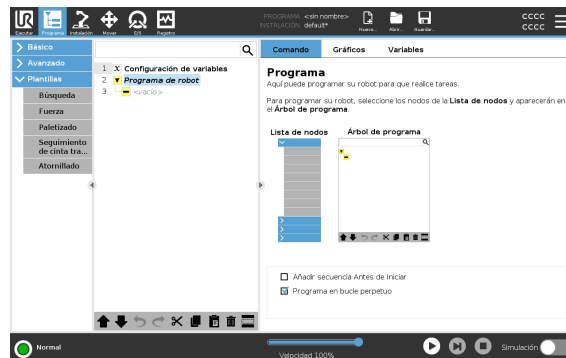 UR
PROGRAMA <sin nombre>
INSTALACIÓN default*
CCCC
CCCC
Ejecutar Programa Instalación Mover E/S Registro
Nuevo... Abrir... Guardar...
Básico
Avanzado
Plantillas
Búsqueda
Fuerza
Paletizado
Seguimiento
de cinta tra...
Atornillado
1 X Configuración de variables
2 Programa de robot
3 <vacío>
Comando Gráficos Variables
Programa
Aquí puede programar su robot para que realice tareas.
Para programar su robot, seleccione los nodos de la Lista de nodos y aparecerán en
el Árbol de programa.
Lista de nodos Árbol de programa
Añadir secuencia Antes de Iniciar
Programa en bucle perpetuo
Normal
Velocidad 100%
Simulación